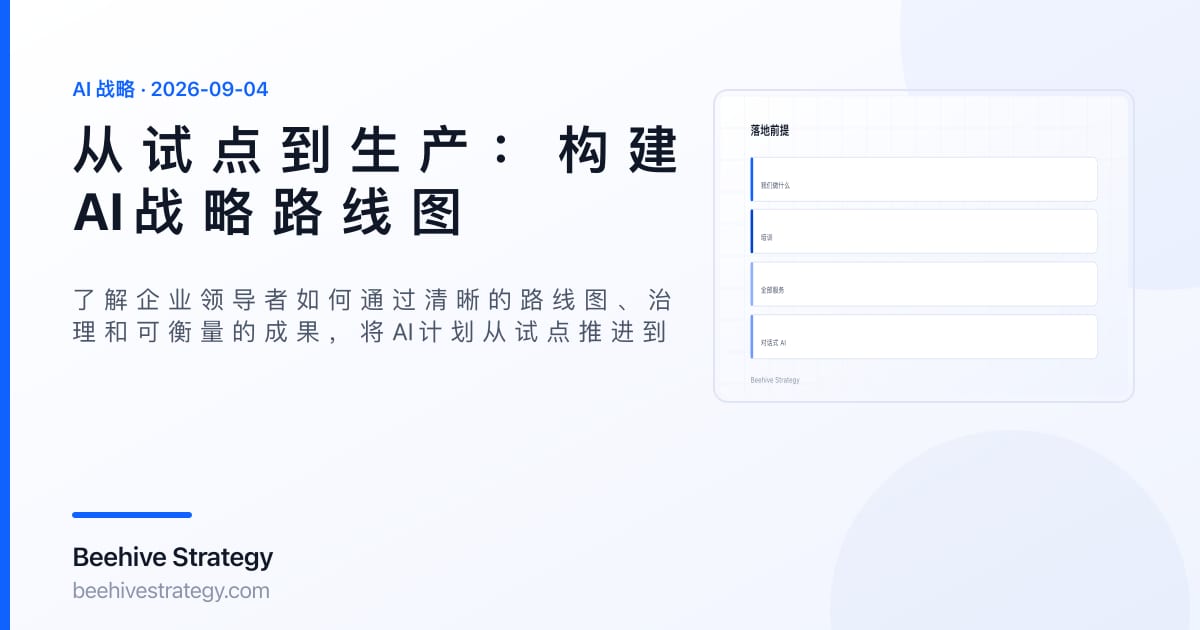 AI 战略 · 2026-09-04
从试点到生产：构建
AI战略路线图
了解企业领导者如何通过清晰的路线图、治
理和可衡量的成果，将 AI计划从试点推进到
落地前提
我们做什么
培训
全部服务
对话式 AI
Beehive Strategy
Beehive Strategy
beehivestrategy.com